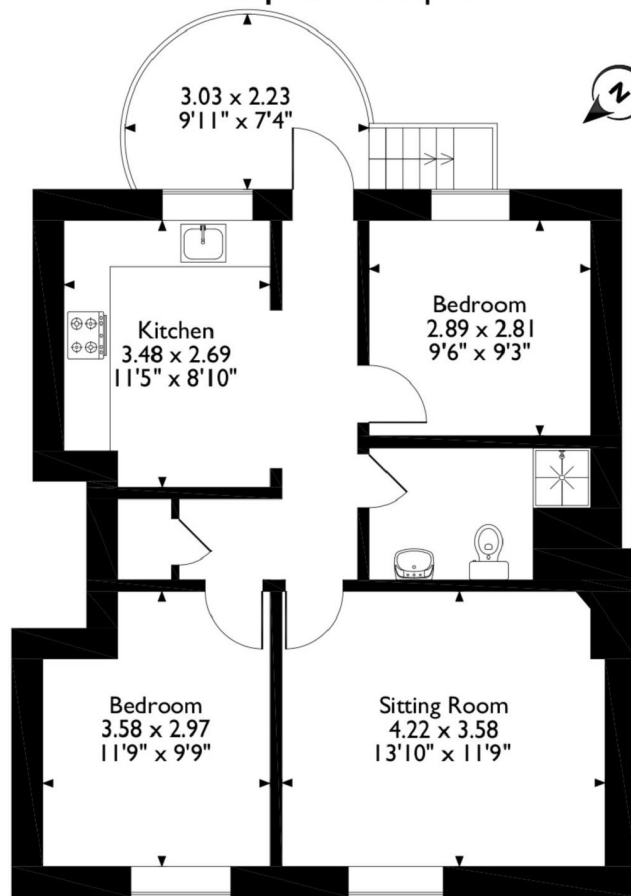 3.03 x 2.23
9'11" x 7'4"
N
Kitchen
3.48 x 2.69
11'5" x 8'10"
Bedroom
2.89 x 2.81
9'6" x 9'3"
Bedroom
3.58 x 2.97
11'9" x 9'9"
Sitting Room
4.22 x 3.58
13'10" x 11'9"